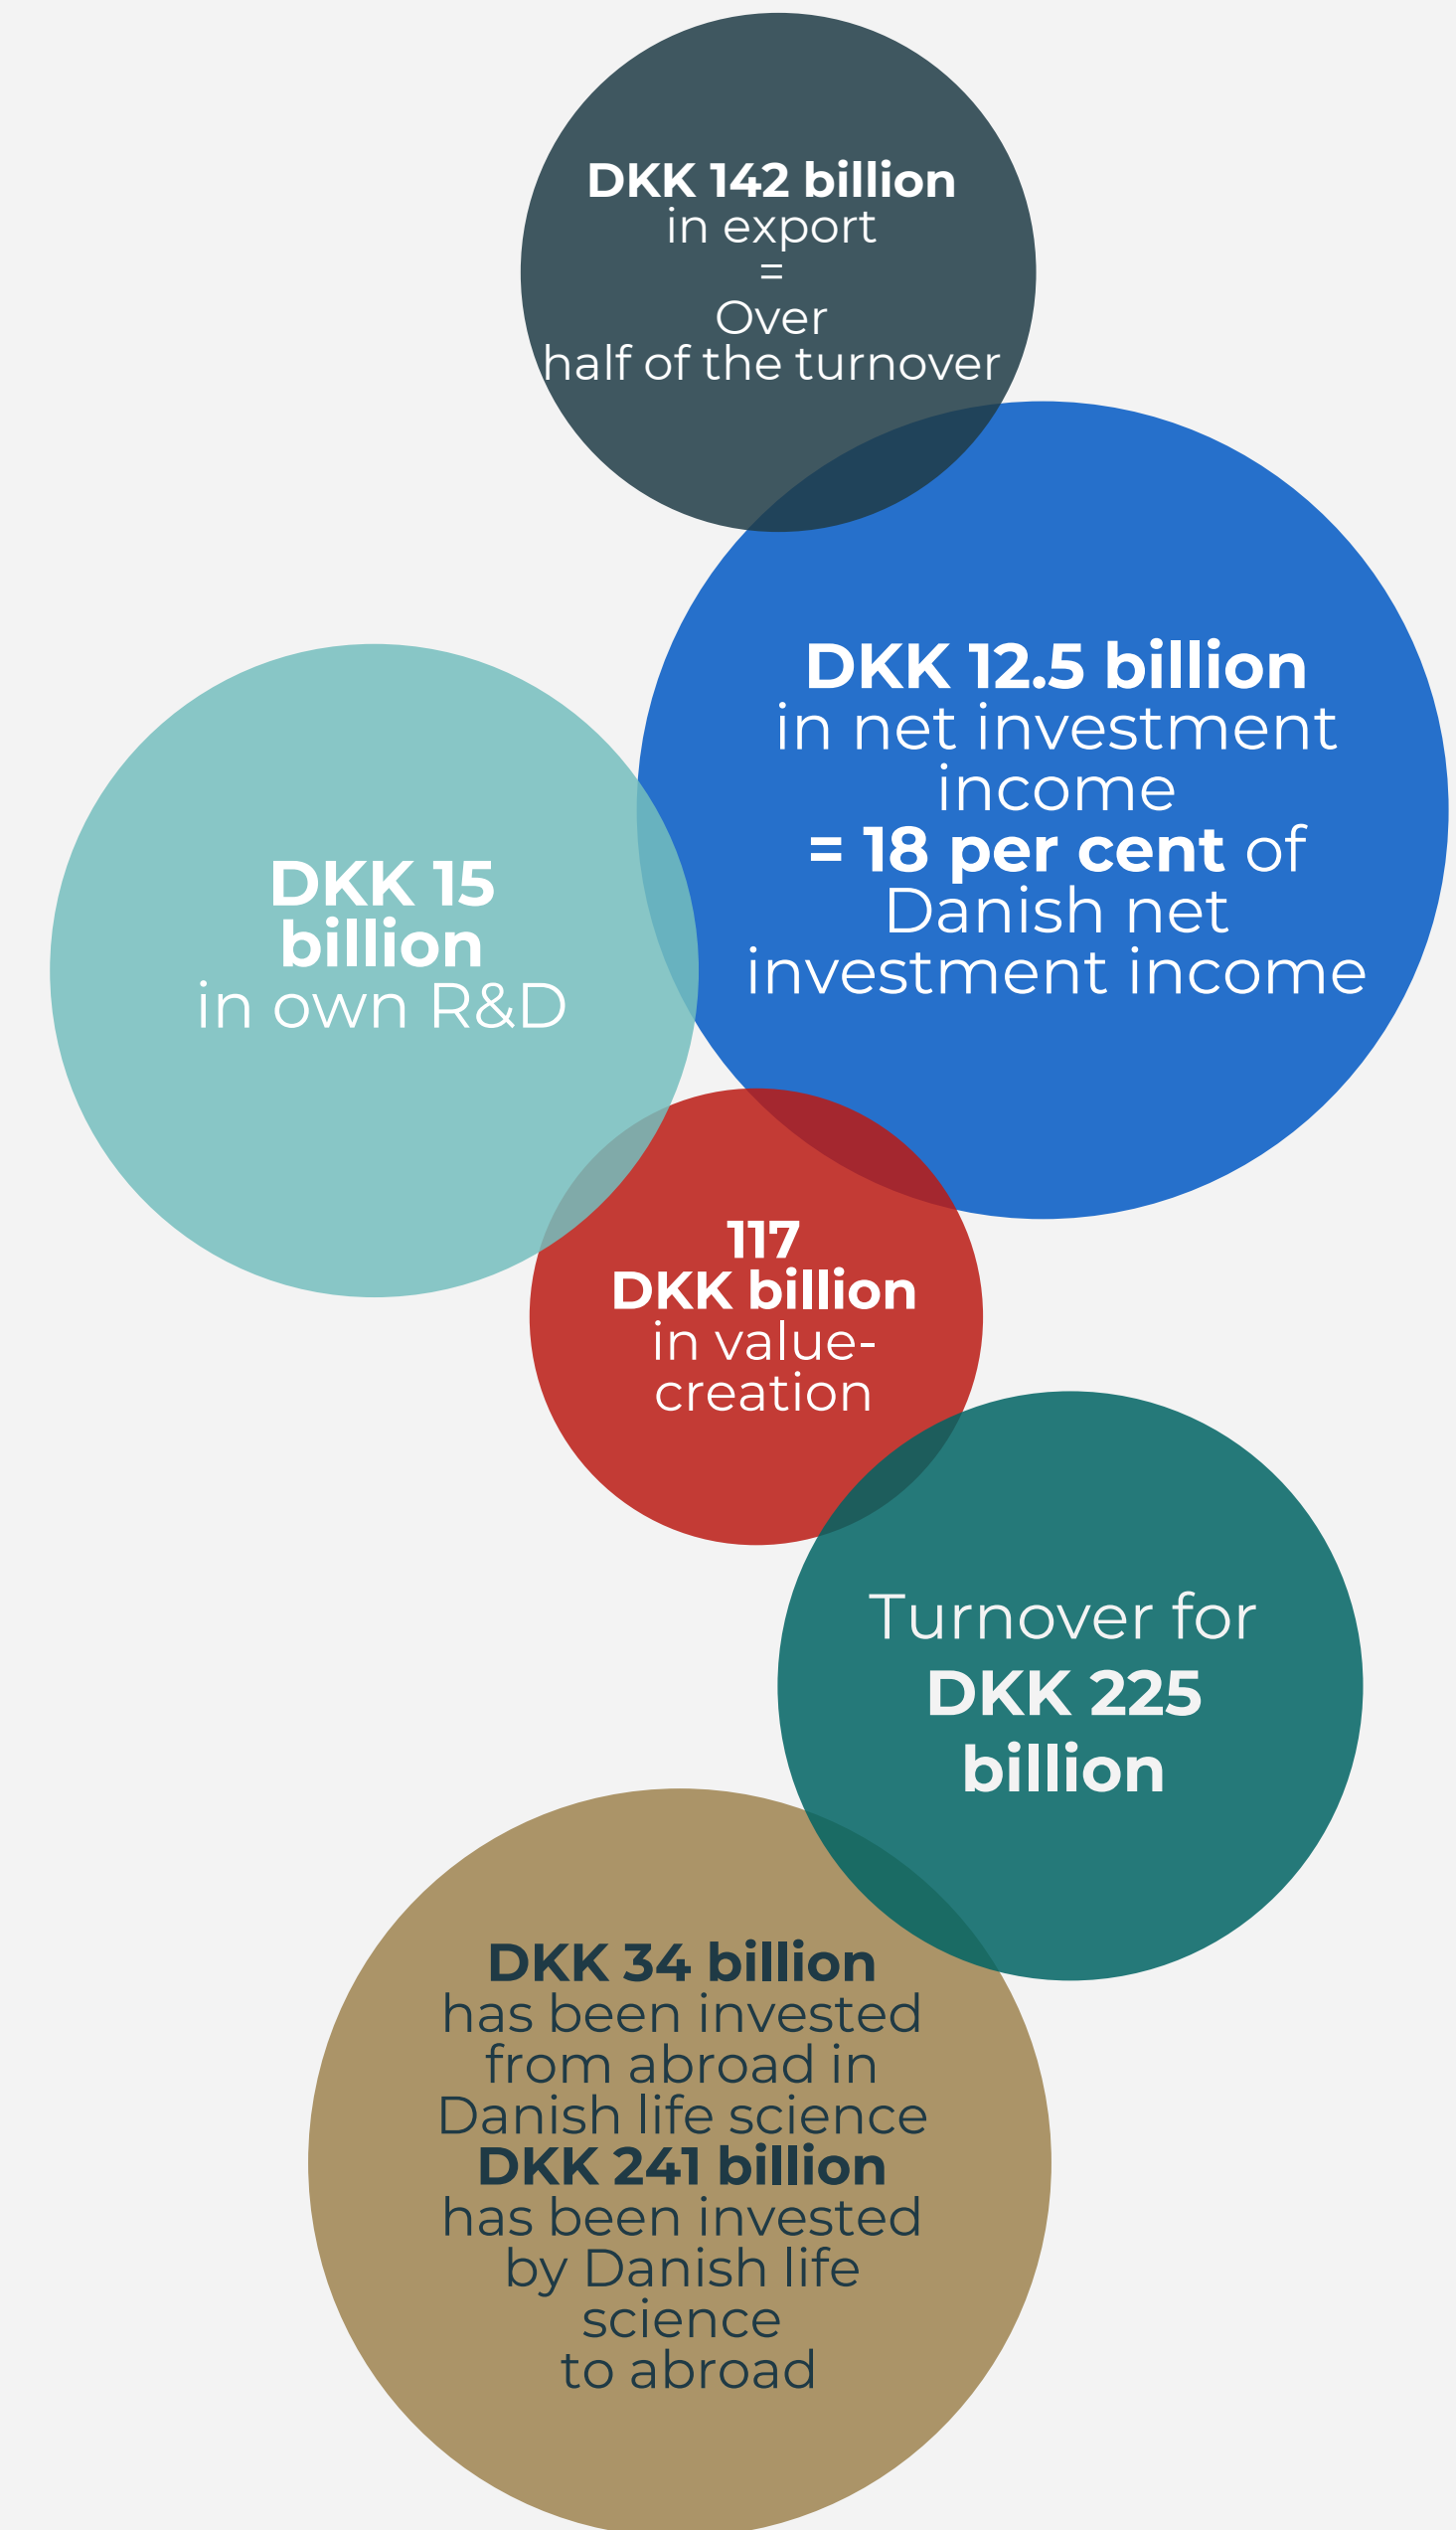 DKK 142 billion
in export
=
Over
half of the turnover
DKK 12.5 billion
in net investment
income
= 18 per cent of
Danish net
investment income
DKK 15
billion
in own R&D
117
DKK billion
in value-
creation
Turnover for
DKK 225
billion
DKK 34 billion
has been invested
from abroad in
Danish life science
DKK 241 billion
has been invested
by Danish life
science
to abroad